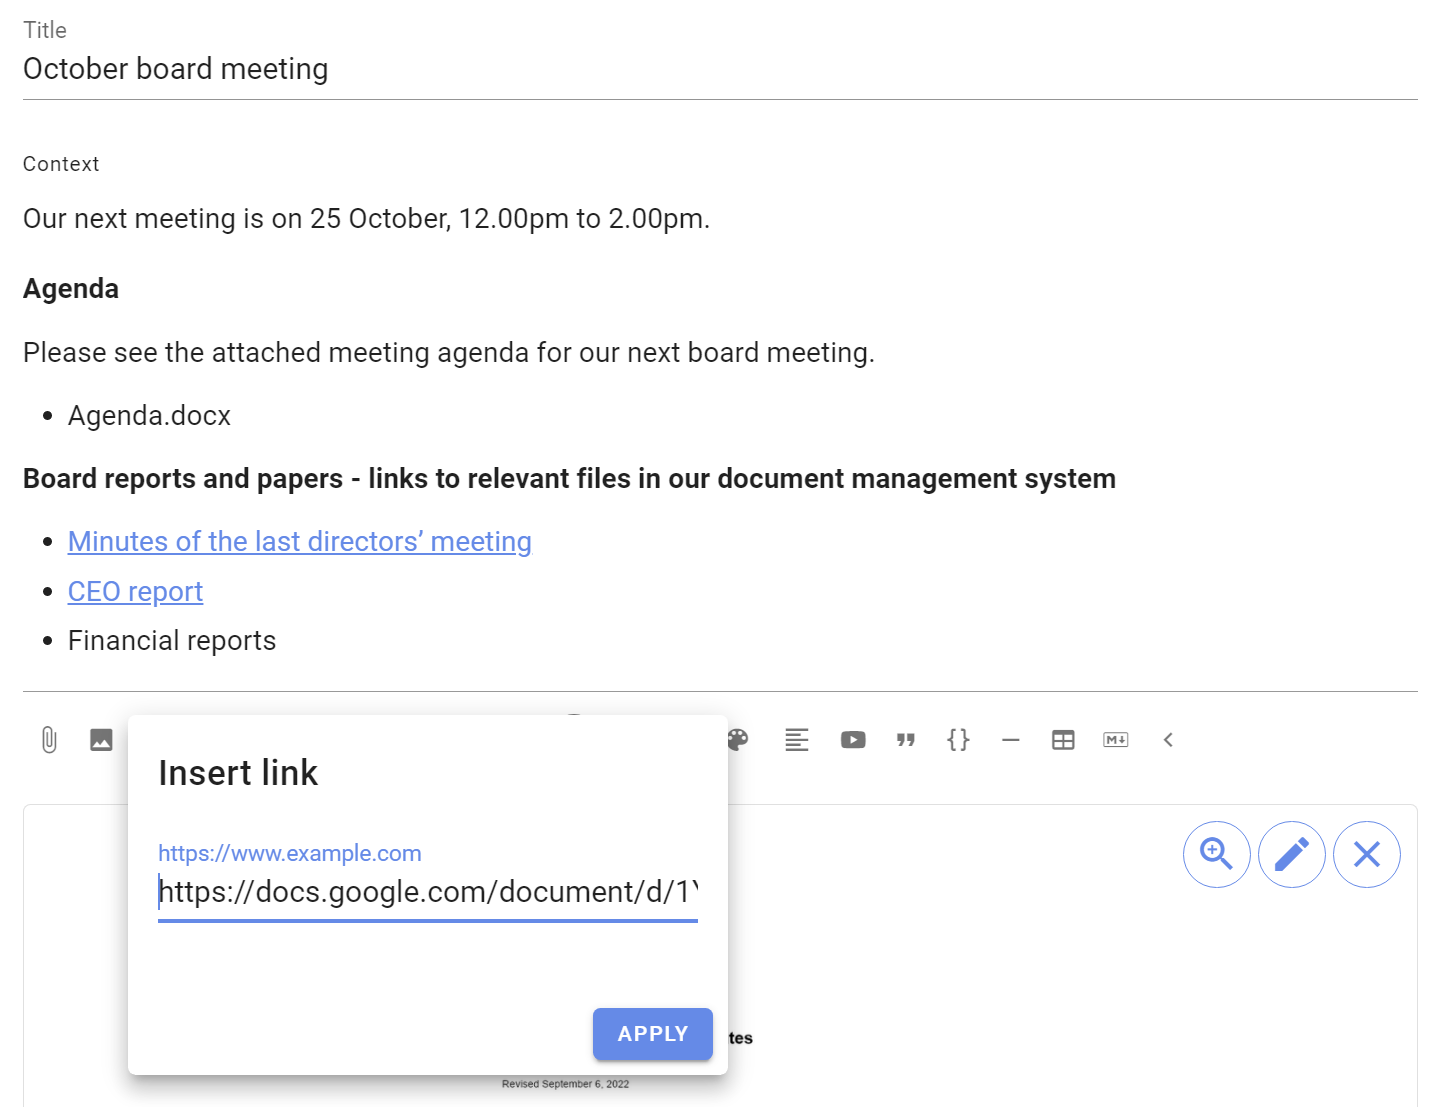 Title
October board meeting
Context
Our next meeting is on 25 October, 12.00pm to 2.00pm.
Agenda
Please see the attached meeting agenda for our next board meeting.
Agenda.docx
Board reports and papers - links to relevant files in our document management system
Minutes of the last directors’ meeting
CEO report
Financial reports
M
Insert link
https://www.example.com
https://docs.google.com/document/d/1
APPLY
tes
Revised September 6, 2022